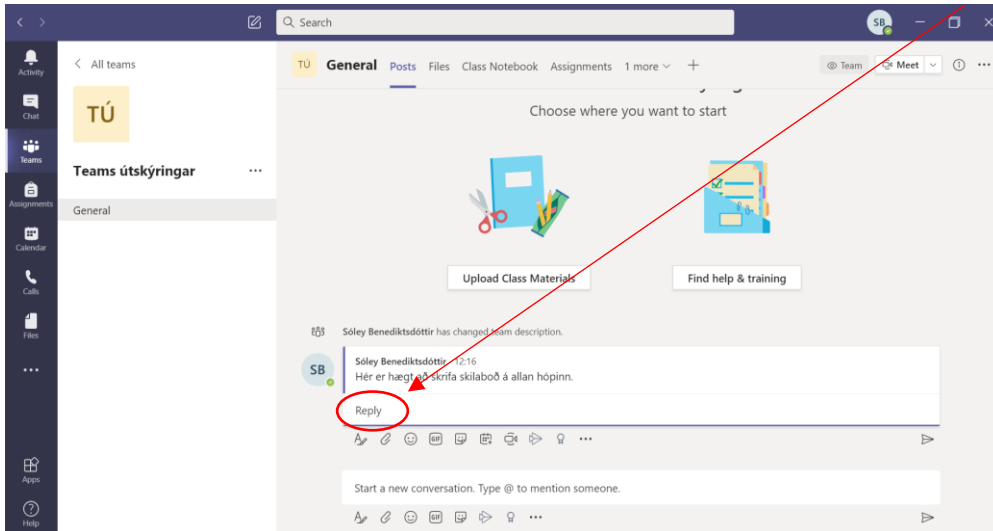 Search
SB
Activity
Chat
Teams
Assignments
Calendar
Calls
Files
Apps
Help
All teams
TÚ
Teams útskýringar
General
TÚ General Posts Files Class Notebook Assignments 1 more
Team Meet
Choose where you want to start
Upload Class Materials
Find help & training
Sóley Benediktsdóttir has changed team description.
SB
Sóley Benediktsdóttir 12:16
Hér er hægt að skrifa skilaboð á allan hópinn.
Reply
GIF
Start a new conversation. Type @ to mention someone.
GIF